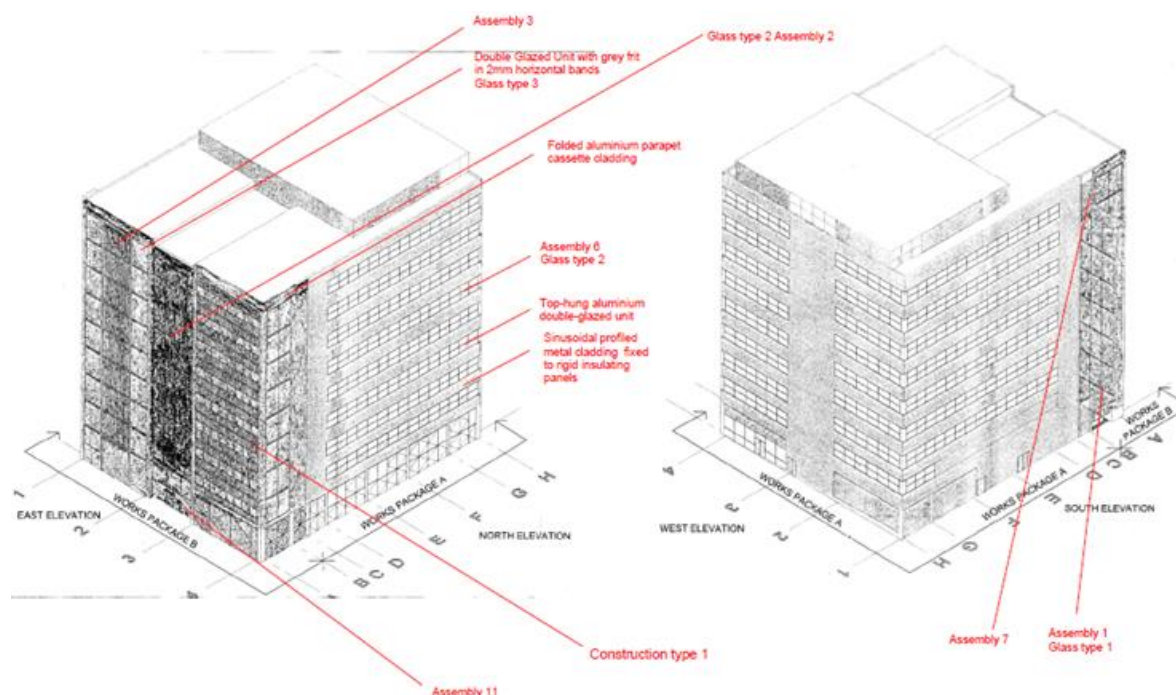 Assembly 3
Glass type 2 Assembly 2
Double Glazed Unit with grey frit
in 2mm horizontal bands
Glass type 3
Folded aluminium parapet
cassette cladding
Assembly 6
Glass type 2
Top-hung aluminium
double-glazed unit
Sinusoidal profiled
metal cladding fixed
to rigid insulating
panels
1
EAST ELEVATION
2
WORKS PACKAGE B
3
4
B C D
E
F
G
H
WORKS PACKAGE A
NORTH ELEVATION
4
WEST ELEVATION
3
WORKS PACKAGE A
2
1
H
G
F
E
D
C
B
A
WORKS PACKAGE A
SOUTH ELEVATION
WORKS
PACKAGE B
Construction type 1
Assembly 11
Assembly 7
Assembly 1
Glass type 1